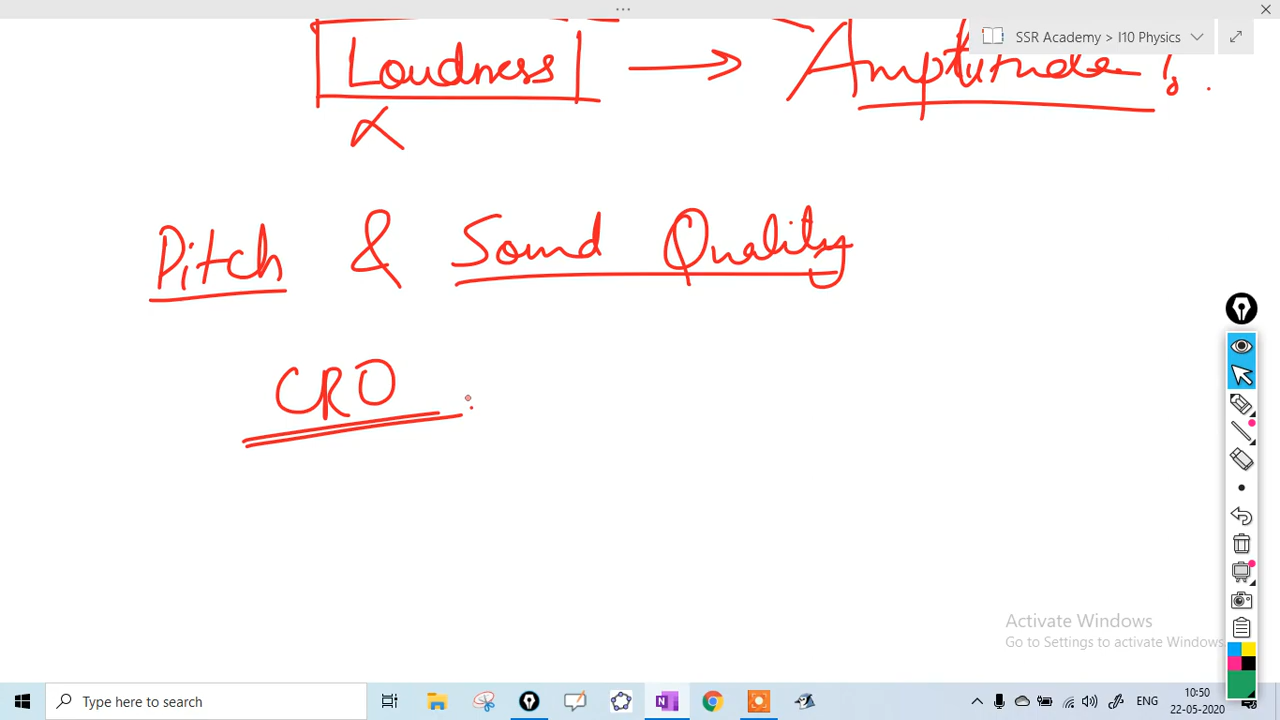 SSR Academy > I10 Physics
Loudness → Amplitude
∝
Pitch & Sound Quality
CRO
Activate Windows
Go to Settings to activate Windows.
Type here to search
ENG
10:50
22-05-2020